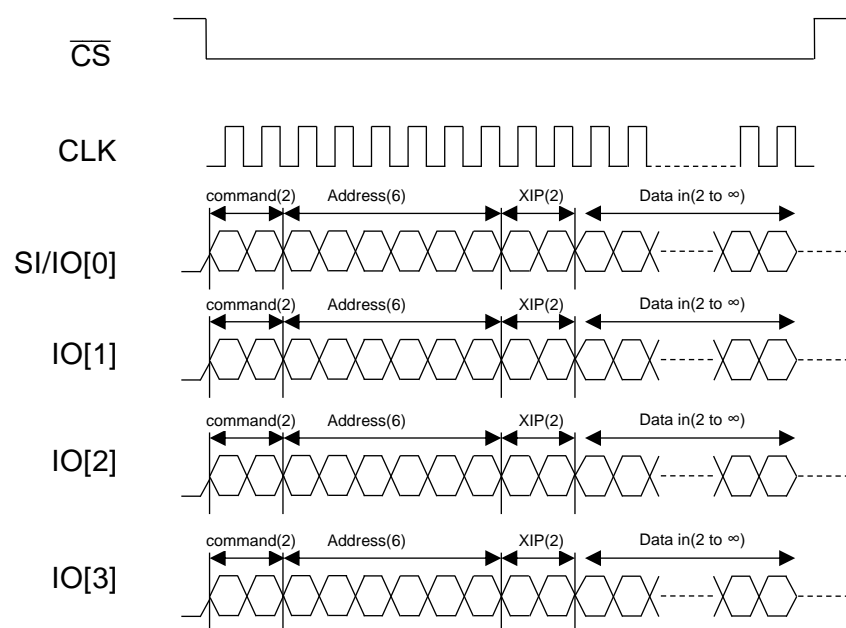 CS
CLK
command(2) Address(6) XIP(2) Data in(2 to ∞)
SI/IO[0]
command(2) Address(6) XIP(2) Data in(2 to ∞)
IO[1]
command(2) Address(6) XIP(2) Data in(2 to ∞)
IO[2]
command(2) Address(6) XIP(2) Data in(2 to ∞)
IO[3]